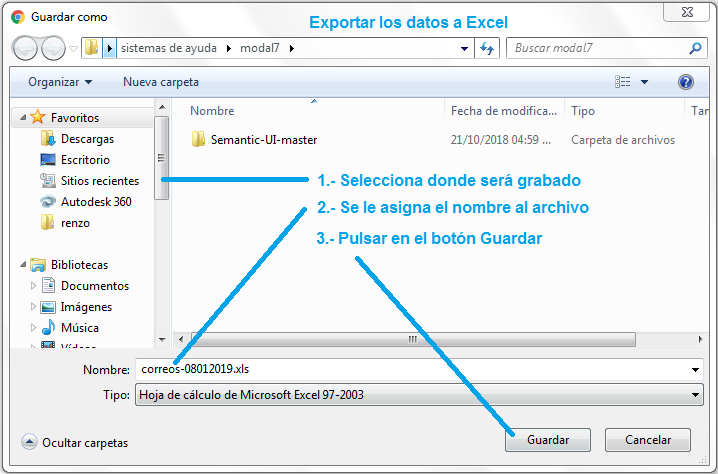 Guardar como
Exportar los datos a Excel
sistemas de ayuda modal7
Buscar modal7
Organizar Nueva carpeta
Nombre Fecha de modifica... Tipo
Favoritos
Descargas
Escritorio
Sitios recientes
Autodesk 360
renzo
Bibliotecas
Documentos
Imágenes
Música
Semantic-UI-master 21/10/2018 04:59 ... Carpeta de archivos
1.- Selecciona donde será grabado
2.- Se le asigna el nombre al archivo
3.- Pulsar en el botón Guardar
Nombre: correos-08012019.xls
Tipo: Hoja de cálculo de Microsoft Excel 97-2003
Ocultar carpetas
Guardar Cancelar